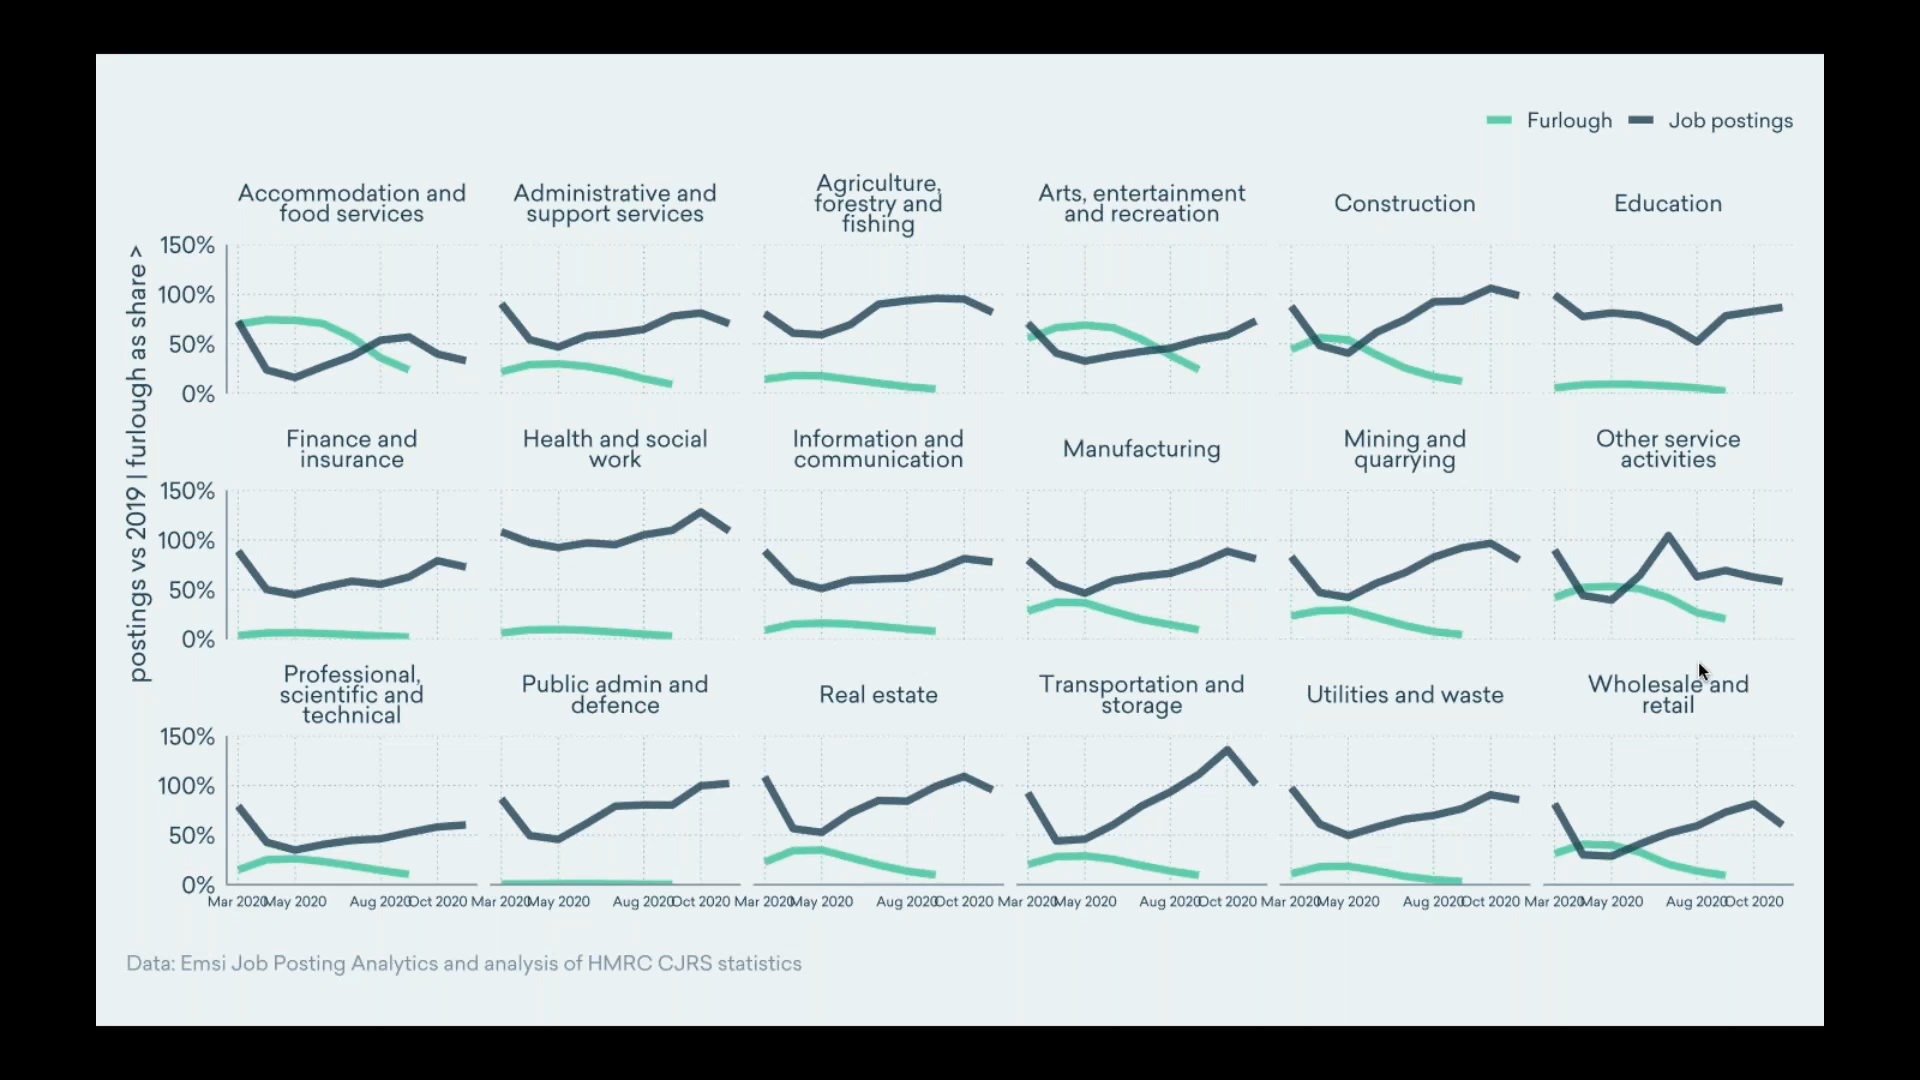 Furlough
Job postings
Accommodation and
food services
Administrative and
support services
Agriculture,
forestry and
fishing
Arts, entertainment
and recreation
Construction
Education
postings vs 2019 | furlough as share >
150%
100%
50%
0%
Finance and
insurance
Health and social
work
Information and
communication
Manufacturing
Mining and
quarrying
Other service
activities
150%
100%
50%
0%
Professional,
scientific and
technical
Public admin and
defence
Real estate
Transportation and
storage
Utilities and waste
Wholesale and
retail
150%
100%
50%
0%
Mar 2020 May 2020 Aug 2020 Oct 2020 Mar 2020 May 2020 Aug 2020 Oct 2020 Mar 2020 May 2020 Aug 2020 Oct 2020 Mar 2020 May 2020 Aug 2020 Oct 2020 Mar 2020 May 2020 Aug 2020 Oct 2020 Mar 2020 May 2020 Aug 2020 Oct 2020
Data: Emsi Job Posting Analytics and analysis of HMRC CJRS statistics